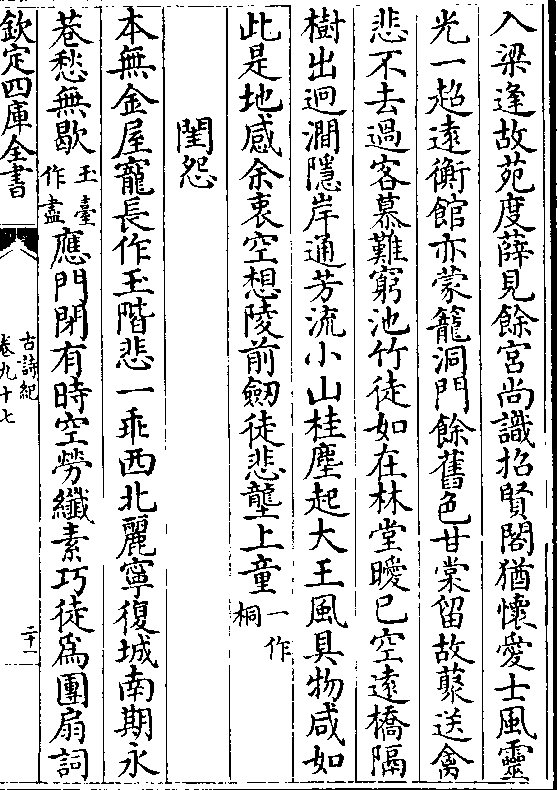 入梁逢故苑度薛見餘宮尚識招賢閣猶懷愛士風靈
光一超遠衡館亦蒙籠洞門餘舊色甘棠留故藂送禽
悲不去過客慕難窮池竹徒如在林堂曖已空遠橋隔
樹出迥澗隱岸通芳流小山桂塵起大王風具物咸如
此是地感余衷空想陵前劒徒悲壟上童一作桐
閨怨
本無金屋寵長作玉階悲一乖西北麗寧復城南期永
巷愁無歇玉臺作盡應門閉有時空勞纖素巧徒爲團扇詞
欽定四庫全書
古詩紀
卷九十七
二十一